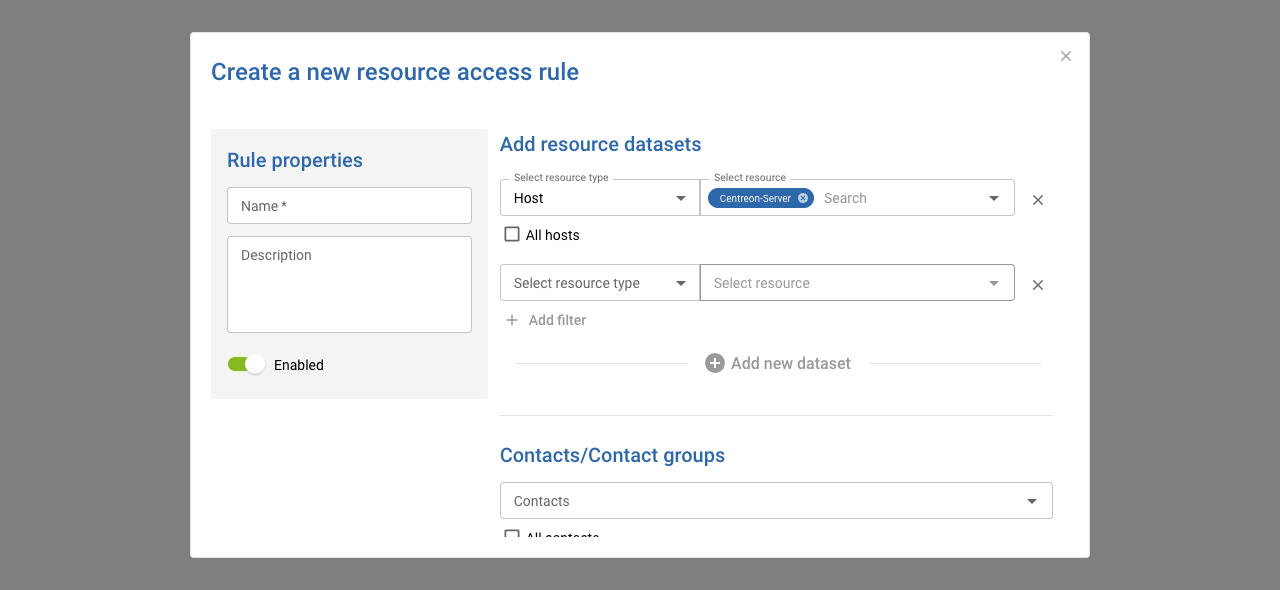 Create a new resource access rule
Rule properties
Name *
Description
Enabled
Add resource datasets
Select resource type
Host
Select resource
Centreon-Server
Search
All hosts
Select resource type
Select resource
Add filter
Add new dataset
Contacts/Contact groups
Contacts
All contacts